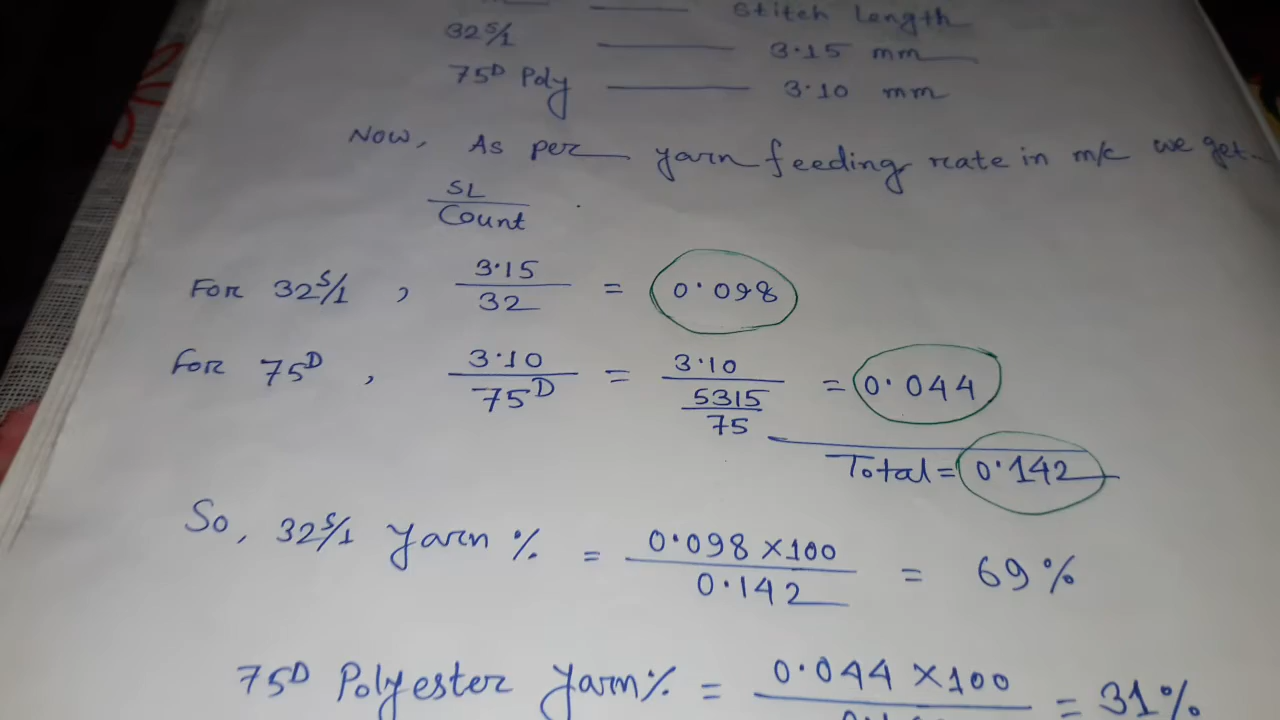 Stitch Length
32 S/1 — 3.15 mm
75D Poly — 3.10 mm
Now, As per yarn feeding rate in m/c we get-
SL/Count
For 32 S/1, 3.15/32 = 0.098
For 75D, 3.10/75D = 3.10/(5315/75) = 0.044
Total = 0.142
So, 32 S/1 Yarn % = 0.098 × 100/0.142 = 69%
75D Polyester Yarn % = 0.044 × 100 = 31%